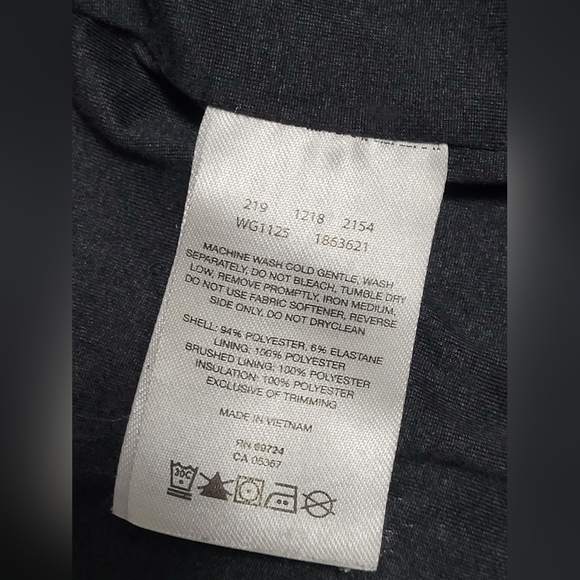 219 1218 2154
WG1125 1863621
MACHINE WASH COLD GENTLE, WASH
SEPARATELY, DO NOT BLEACH, TUMBLE DRY
LOW, REMOVE PROMPTLY, IRON MEDIUM,
DO NOT USE FABRIC SOFTENER, REVERSE
SIDE ONLY, DO NOT DRYCLEAN
SHELL: 94% POLYESTER, 6% ELASTANE
LINING: 100% POLYESTER
BRUSHED LINING: 100% POLYESTER
INSULATION: 100% POLYESTER
EXCLUSIVE OF TRIMMING
MADE IN VIETNAM
RN 69724
CA 05367
30C